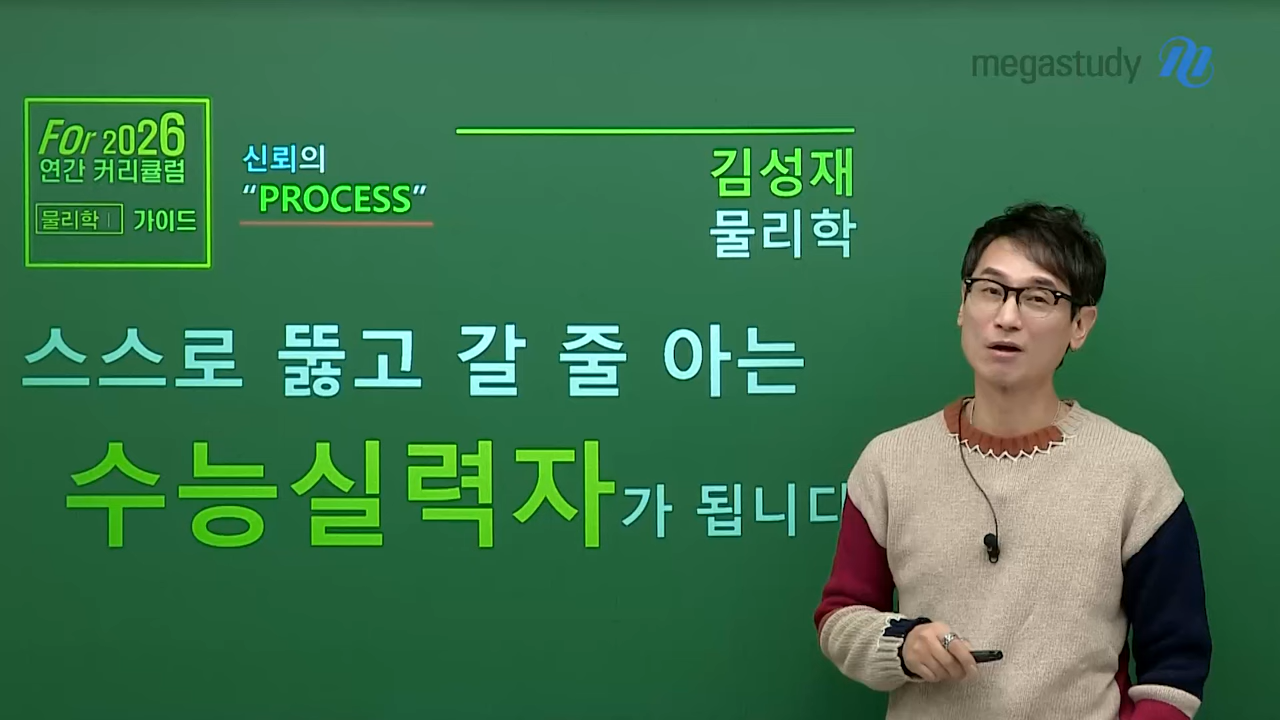 megastudy
FOr 2026
연간 커리큘럼
물리학Ⅰ 가이드
신뢰의
“PROCESS”
김성재
물리학
스스로 뚫고 갈 줄 아는
수능실력자가 됩니다